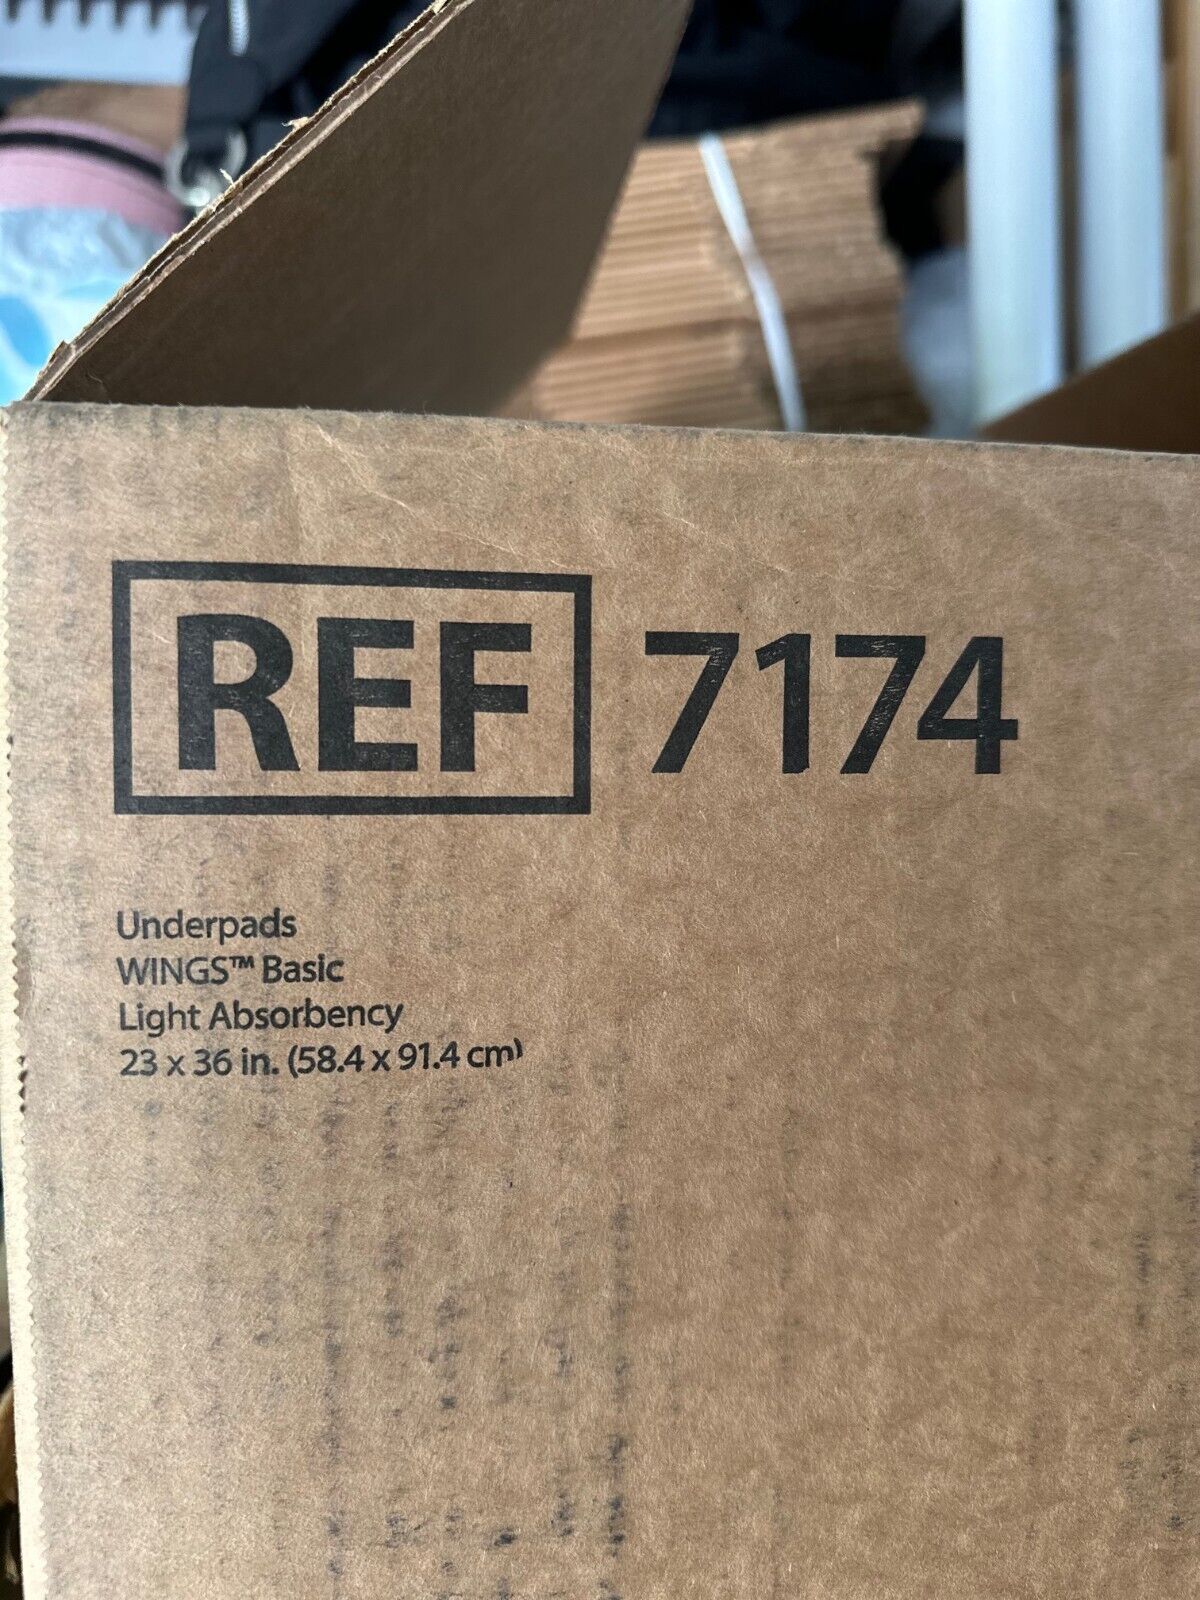 REF 7174
Underpads
WINGS™ Basic
Light Absorbency
23 x 36 in. (58.4 x 91.4 cm)